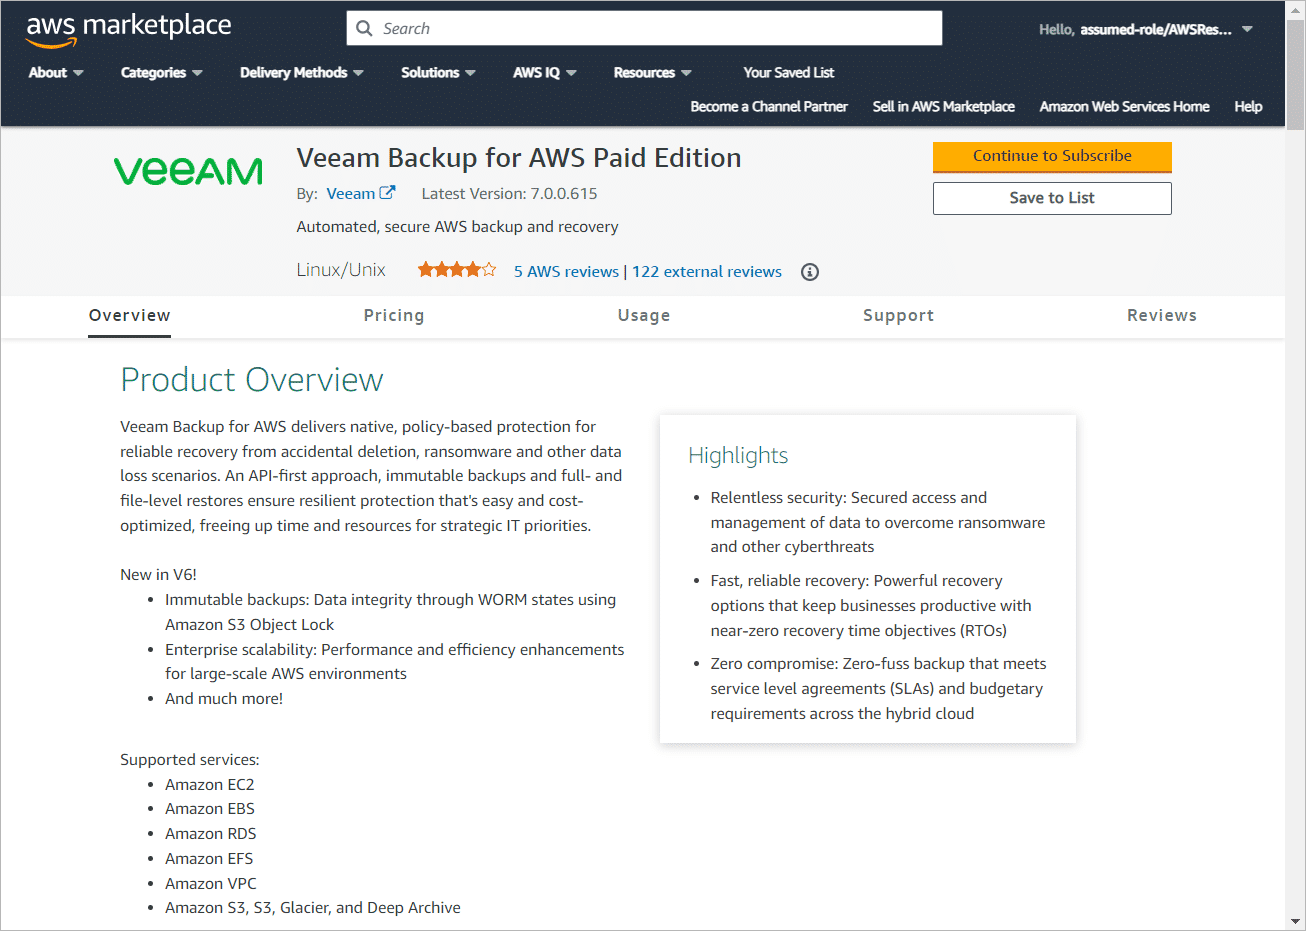 aws marketplace
Search
Hello, assumed-role/AWSRes...
About
Categories
Delivery Methods
Solutions
AWS IQ
Resources
Your Saved List
Become a Channel Partner
Sell in AWS Marketplace
Amazon Web Services Home
Help
veeAM
Veeam Backup for AWS Paid Edition
By: Veeam
Latest Version: 7.0.0.615
Automated, secure AWS backup and recovery
Linux/Unix
5 AWS reviews | 122 external reviews
Continue to Subscribe
Save to List
Overview
Pricing
Usage
Support
Reviews
Product Overview
Veeam Backup for AWS delivers native, policy-based protection for
reliable recovery from accidental deletion, ransomware and other data
loss scenarios. An API-first approach, immutable backups and full- and
file-level restores ensure resilient protection that's easy and cost-
optimized, freeing up time and resources for strategic IT priorities.
New in V6!
• Immutable backups: Data integrity through WORM states using
Amazon S3 Object Lock
• Enterprise scalability: Performance and efficiency enhancements
for large-scale AWS environments
• And much more!
Supported services:
• Amazon EC2
• Amazon EBS
• Amazon RDS
• Amazon EFS
• Amazon VPC
• Amazon S3, S3, Glacier, and Deep Archive
Highlights
• Relentless security: Secured access and
management of data to overcome ransomware
and other cyberthreats
• Fast, reliable recovery: Powerful recovery
options that keep businesses productive with
near-zero recovery time objectives (RTOs)
• Zero compromise: Zero-fuss backup that meets
service level agreements (SLAs) and budgetary
requirements across the hybrid cloud